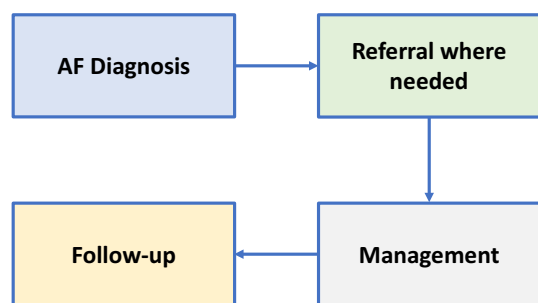 AF Diagnosis
Referral where
needed
Management
Follow-up